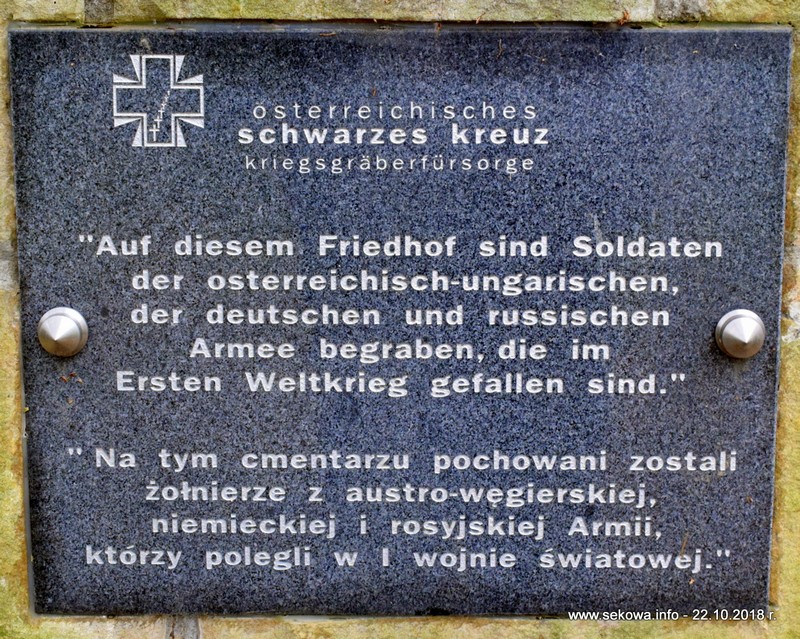 österreichisches
schwarzes kreuz
kriegsgräberfürsorge
"Auf diesem Friedhof sind Soldaten
der osterreichisch-ungarischen,
der deutschen und russischen
Armee begraben, die im
Ersten Weltkrieg gefallen sind."
" Na tym cmentarzu pochowani zostali
żołnierze z austro-węgierskiej,
niemieckiej i rosyjskiej Armii,
którzy polegli w I wojnie światowej."
www.sekowa.info - 22.10.2018 r.